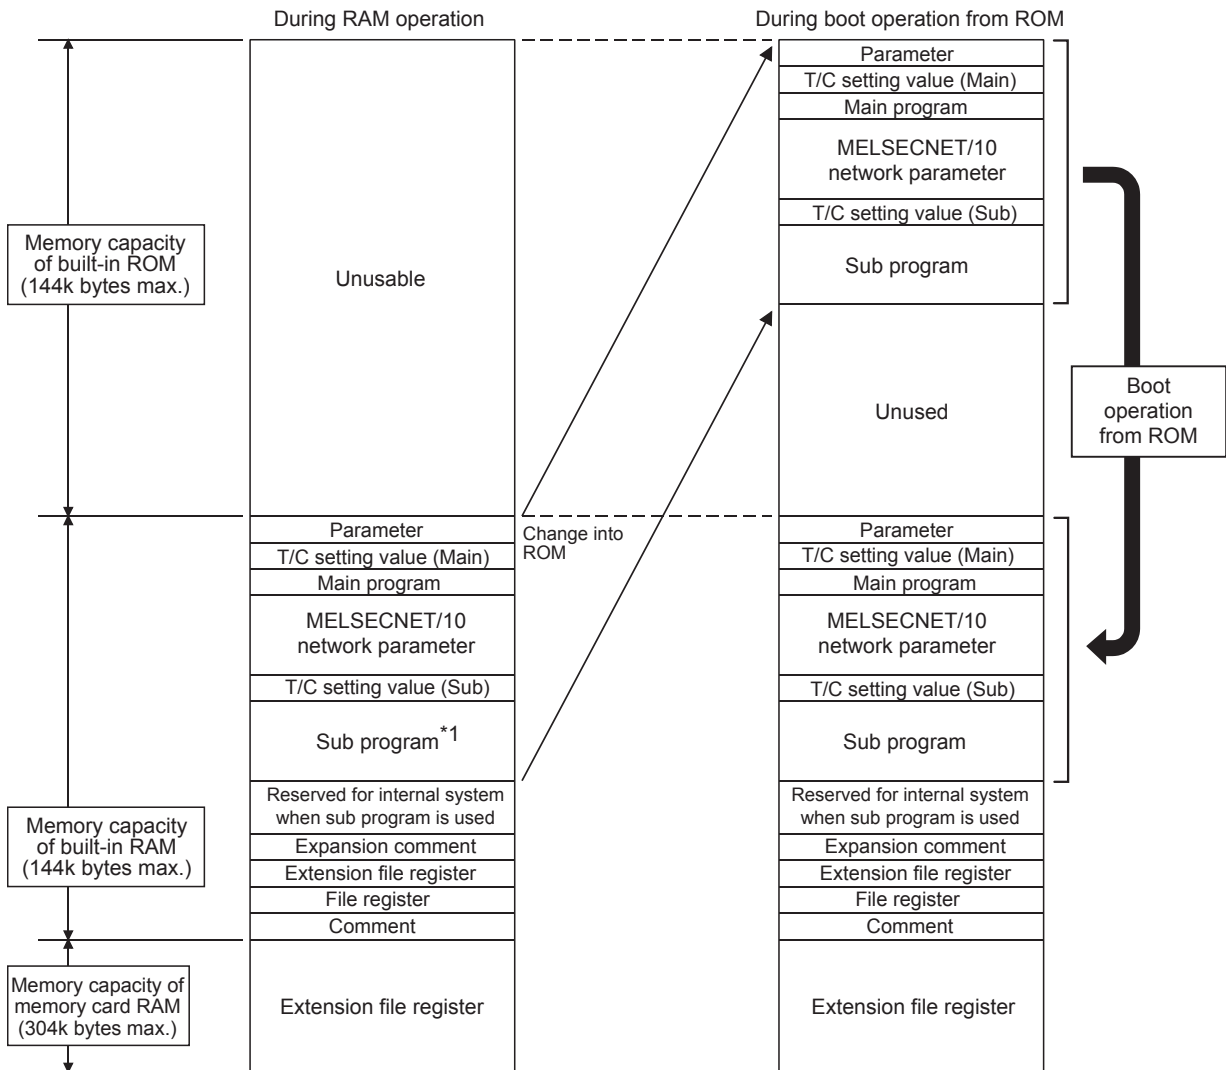 During RAM operation
During boot operation from ROM
Memory capacity
of built-in ROM
(144k bytes max.)
Memory capacity
of built-in RAM
(144k bytes max.)
Memory capacity of
memory card RAM
(304k bytes max.)
Unusable
Parameter
T/C setting value (Main)
Main program
MELSECNET/10
network parameter
T/C setting value (Sub)
Sub program*1
Reserved for internal system
when sub program is used
Expansion comment
Extension file register
File register
Comment
Extension file register
Change into
ROM
Parameter
T/C setting value (Main)
Main program
MELSECNET/10
network parameter
T/C setting value (Sub)
Sub program
Unused
Parameter
T/C setting value (Main)
Main program
MELSECNET/10
network parameter
T/C setting value (Sub)
Sub program
Reserved for internal system
when sub program is used
Expansion comment
Extension file register
File register
Comment
Extension file register
Boot
operation
from ROM